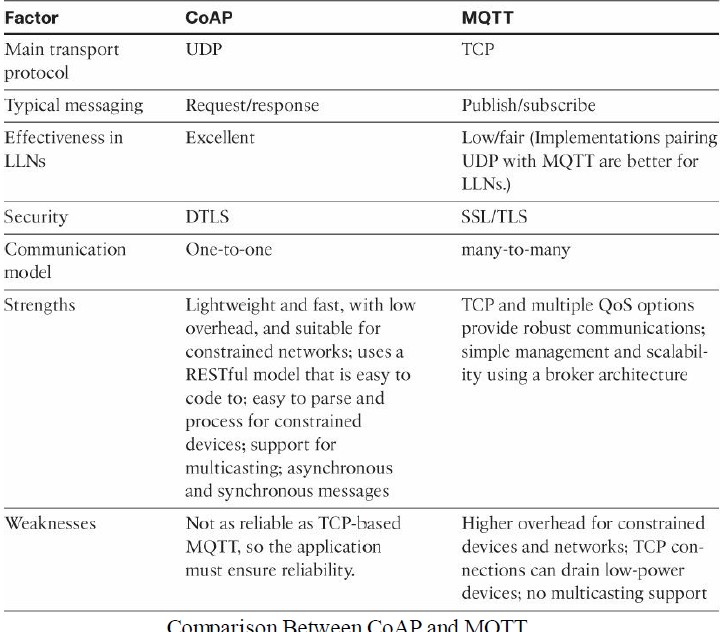 Factor CoAP MQTT
Main transport UDP TCP
protocol
Typical messaging Request/response Publish/subscribe
Effectiveness in Excellent Low/fair (Implementations pairing
LLNs UDP with MQTT are better for
LLNs.)
Security DTLS SSL/TLS
Communication One-to-one many-to-many
model
Strengths Lightweight and fast, with low TCP and multiple QoS options
overhead, and suitable for provide robust communications;
constrained networks; uses a simple management and scalabil-
RESTful model that is easy to ity using a broker architecture
code to; easy to parse and
process for constrained
devices; support for
multicasting; asynchronous
and synchronous messages
Weaknesses Not as reliable as TCP-based Higher overhead for constrained
MQTT, so the application devices and networks; TCP con-
must ensure reliability. nections can drain low-power
devices; no multicasting support
Comparison Between CoAP and MQTT